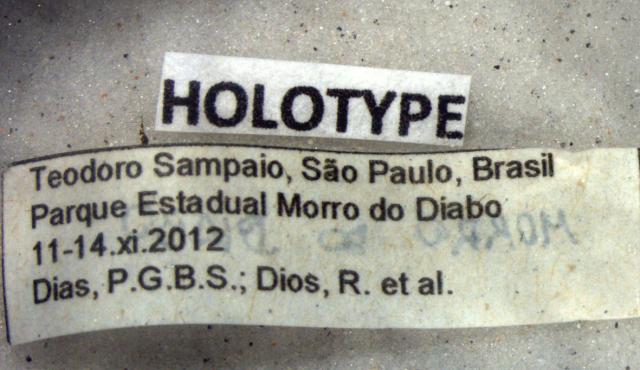 HOLOTYPE
Teodoro Sampaio, São Paulo, Brasil
Parque Estadual Morro do Diabo
11-14.xi.2012
Dias, P.G.B.S.; Dios, R. et al.